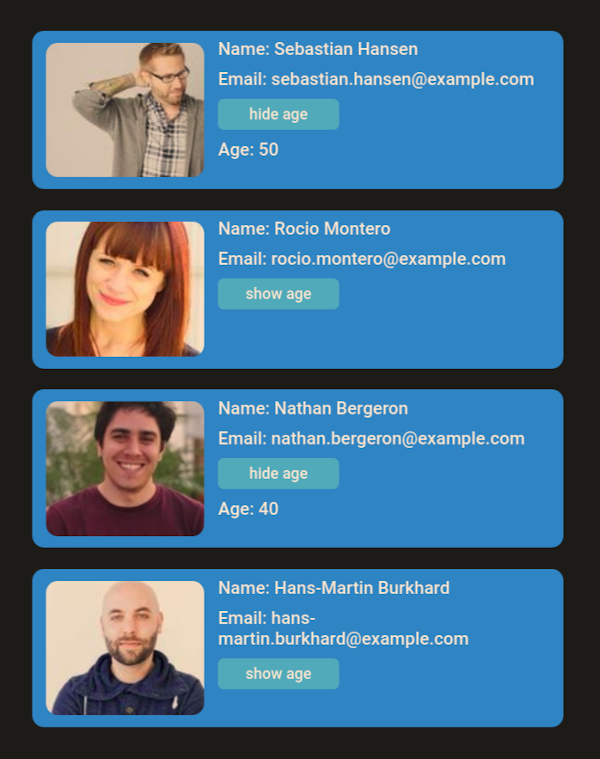 Name: Sebastian Hansen
Email: sebastian.hansen@example.com
hide age
Age: 50
Name: Rocio Montero
Email: rocio.montero@example.com
show age
Name: Nathan Bergeron
Email: nathan.bergeron@example.com
hide age
Age: 40
Name: Hans-Martin Burkhard
Email: hans-
martin.burkhard@example.com
show age